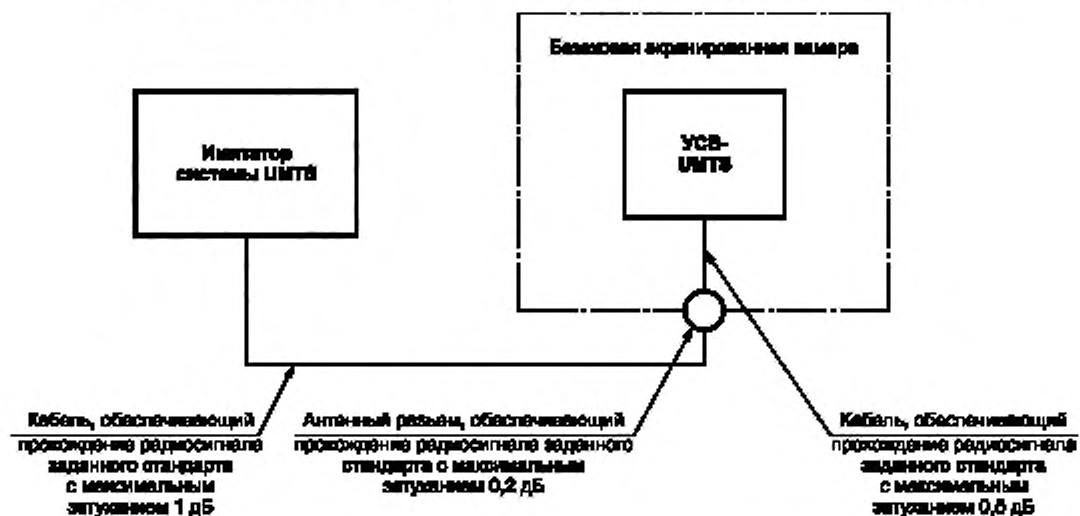 Безэховая экранированная камера
Имитатор
системы UMTS
УСВ-
UMTS
Кабель, обеспечивающий
прохождение радиосигнала
заданного стандарта
с максимальным
затуханием 1 дБ
Антенный разъем, обеспечивающий
прохождение радиосигнала заданного
стандарта с максимальным
затуханием 0,2 дБ
Кабель, обеспечивающий
прохождение радиосигнала
заданного стандарта
с максимальным
затуханием 0,5 дБ